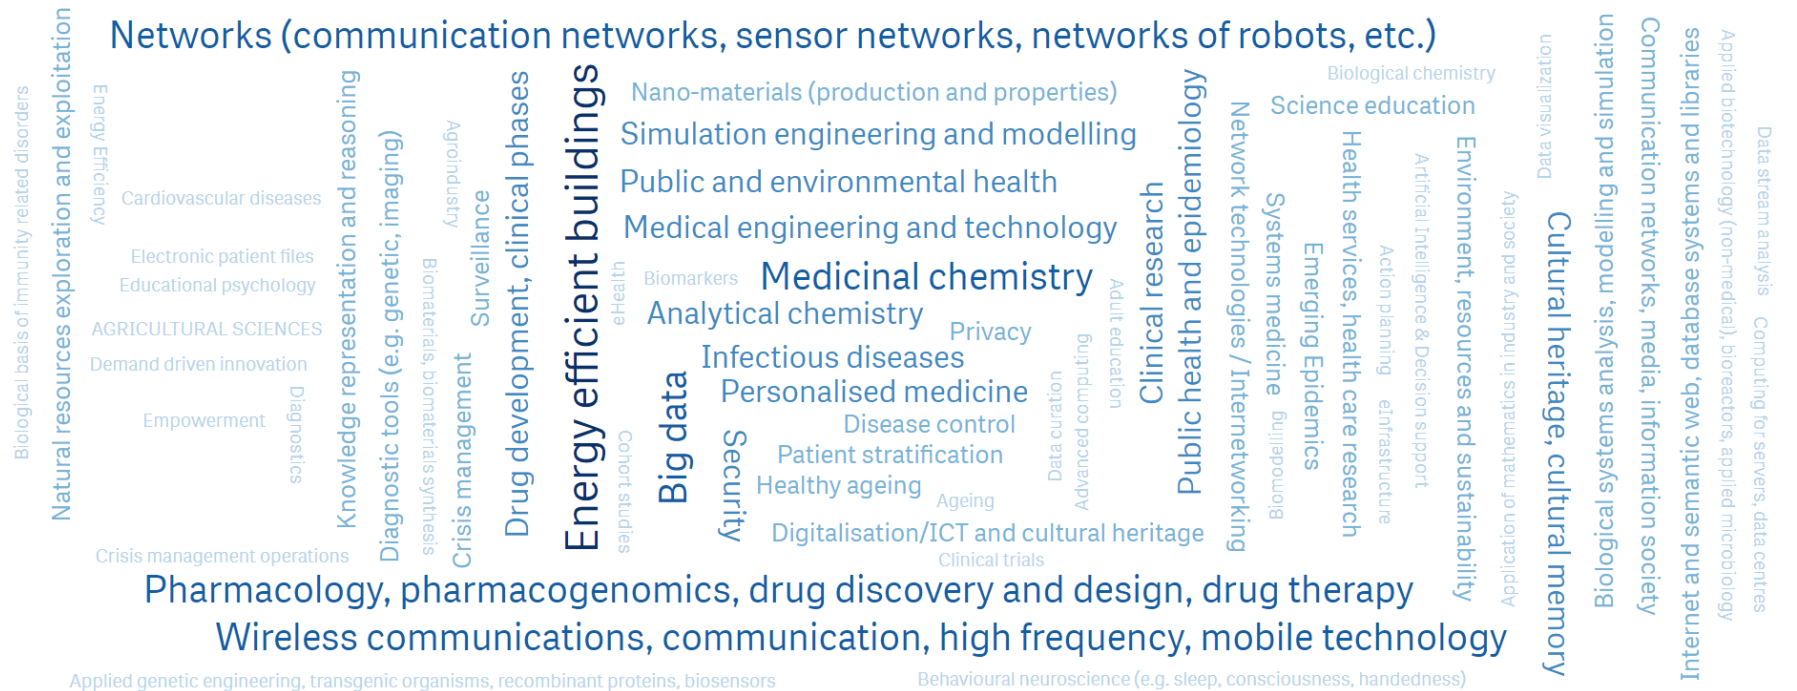 Networks (communication networks, sensor networks, networks of robots, etc.)
Biological basis of immunity related disorders
Natural resources exploration and exploitation
Energy Efficiency
Cardiovascular diseases
Electronic patient files
Educational psychology
AGRICULTURAL SCIENCES
Demand driven innovation
Empowerment
Diagnostics
Crisis management operations
Knowledge representation and reasoning
Diagnostic tools (e.g. genetic, imaging)
Agroindustry
Biomaterials, biomaterials synthesis
Surveillance
Crisis management
Drug development, clinical phases
Energy efficient buildings
Nano-materials (production and properties)
Simulation engineering and modelling
Public and environmental health
Medical engineering and technology
eHealth
Biomarkers
Medicinal chemistry
Analytical chemistry
Privacy
Infectious diseases
Personalised medicine
Big data
Cohort studies
Security
Disease control
Patient stratification
Healthy ageing
Ageing
Digitalisation/ICT and cultural heritage
Clinical trials
Data curation
Advanced computing
Adult education
Clinical research
Public health and epidemiology
Network technologies / Internetworking
Biological chemistry
Science education
Systems medicine
Biomodelling
Emerging Epidemics
Health services, health care research
Action planning
eInfrastructure
Artificial Intelligence & Decision support
Environment, resources and sustainability
Application of mathematics in industry and society
Data visualization
Cultural heritage, cultural memory
Biological systems analysis, modelling and simulation
Communication networks, media, information society
Internet and semantic web, database systems and libraries
Applied biotechnology (non-medical), bioreactors, applied microbiology
Data stream analysis
Computing for servers, data centres
Pharmacology, pharmacogenomics, drug discovery and design, drug therapy
Wireless communications, communication, high frequency, mobile technology
Applied genetic engineering, transgenic organisms, recombinant proteins, biosensors
Behavioural neuroscience (e.g. sleep, consciousness, handedness)